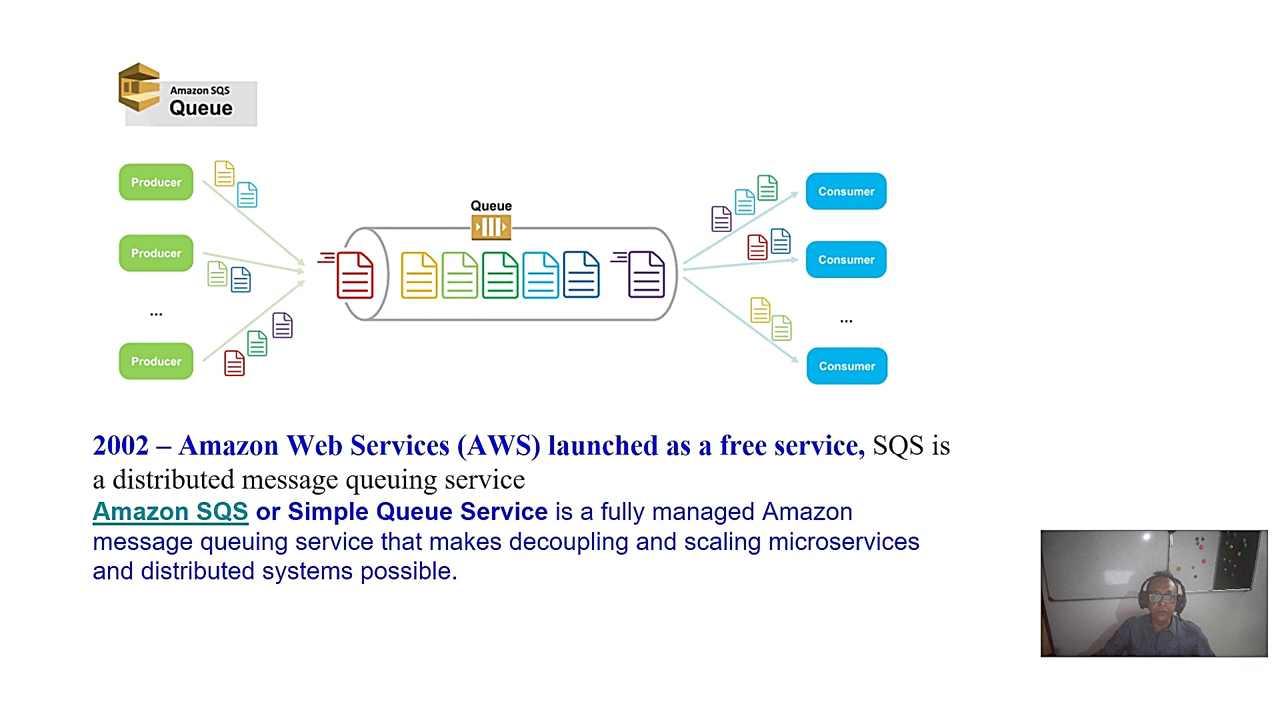 Amazon SQS
Queue
Producer
Producer
...
Producer
Queue
Consumer
Consumer
...
Consumer
2002 – Amazon Web Services (AWS) launched as a free service, SQS is
a distributed message queuing service
Amazon SQS or Simple Queue Service is a fully managed Amazon
message queuing service that makes decoupling and scaling microservices
and distributed systems possible.